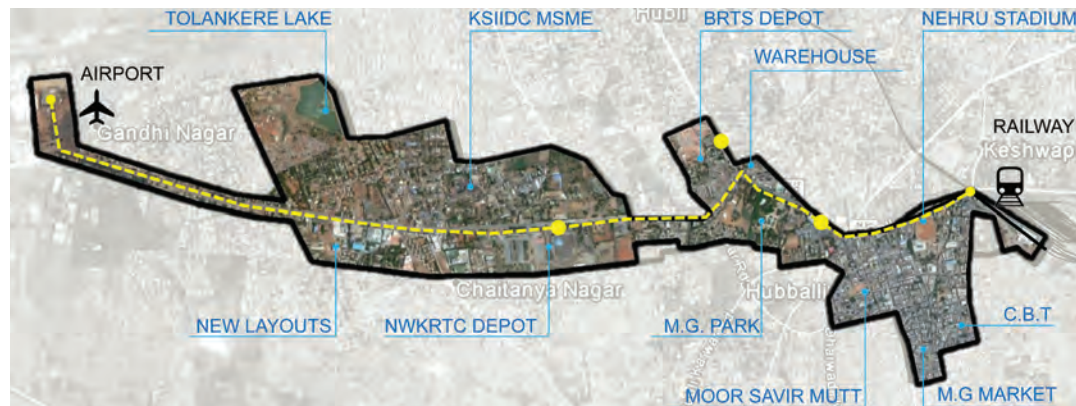 Hubli
TOLANKERE LAKE
KSIIDC MSME
BRTS DEPOT
NEHRU STADIUM
WAREHOUSE
AIRPORT
Gandhi Nagar
RAILWAY
Keshwap
Chaitanya Nagar
Hubballi
NEW LAYOUTS
NWKRTC DEPOT
M.G. PARK
C.B.T
MOOR SAVIR MUTT
M.G MARKET